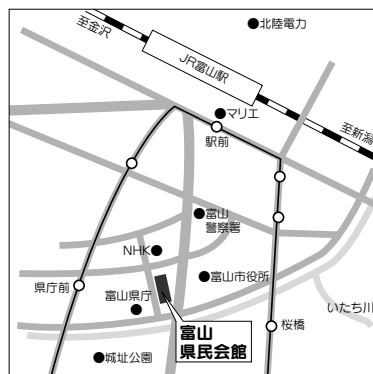 北陸電力
至金沢
JR富山駅
マリエ
至新潟
駅前
富山
警察署
NHK
県庁前
富山市役所
富山県庁
いたち川
富山
県民会館
桜橋
城址公園